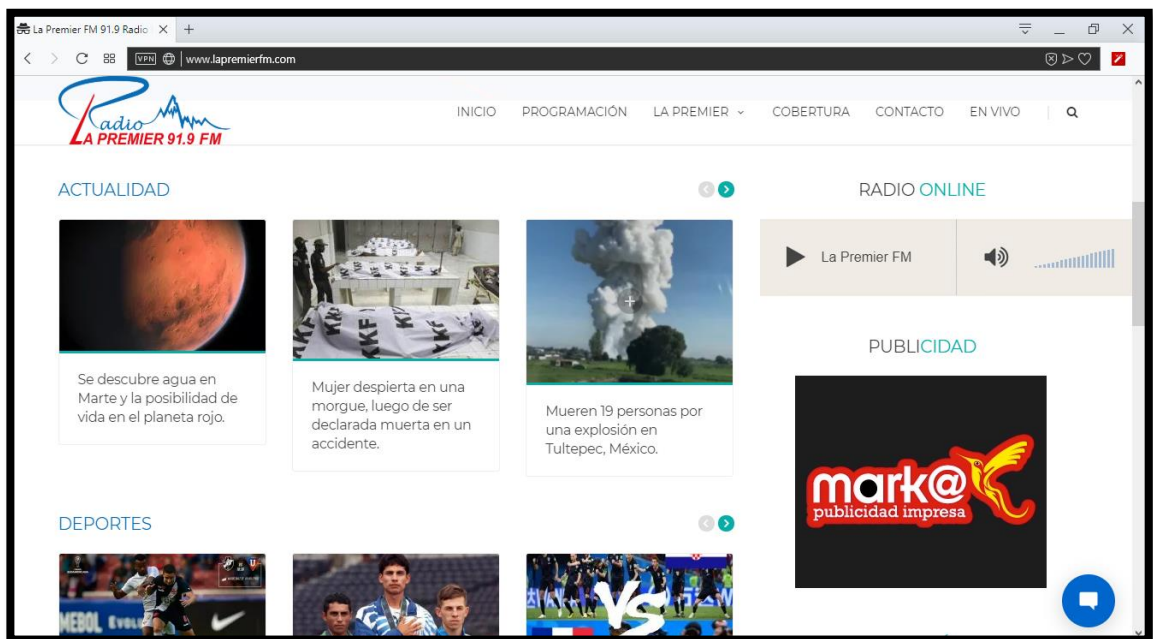 La Premier FM 91.9 Radio
VPN www.lapremierfm.com
Radio
LA PREMIER 91.9 FM
INICIO PROGRAMACIÓN LA PREMIER COBERTURA CONTACTO EN VIVO
ACTUALIDAD
RADIO ONLINE
La Premier FM
KKF
KKF
Se descubre agua en
Marte y la posibilidad de
vida en el planeta rojo.
Mujer despierta en una
morgue, luego de ser
declarada muerta en un
accidente.
Mueren 19 personas por
una explosión en
Tultepec, México.
PUBLICIDAD
mark@
publicidad impresa
DEPORTES
VS